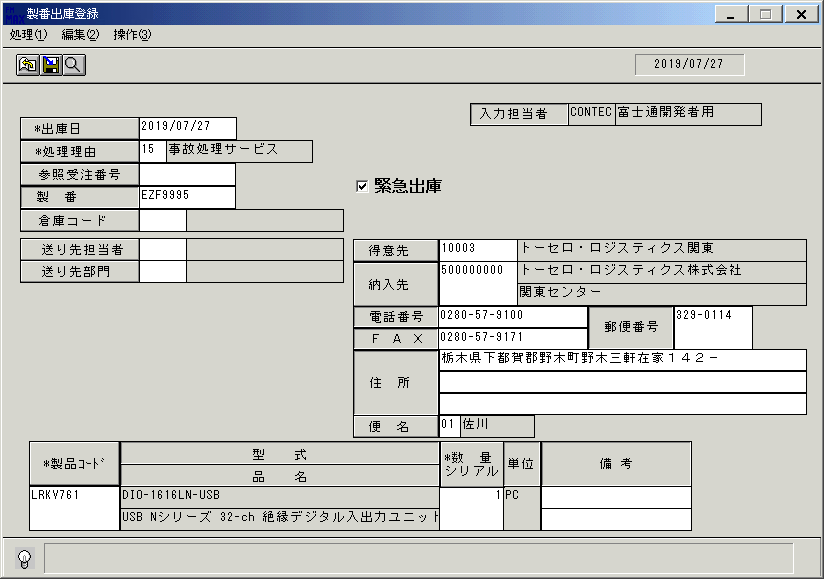 製番出庫登録
処理(1) 編集(2) 操作(3)
2019/07/27
入力担当者 CONTEC 富士通開発者用
*出庫日 2019/07/27
*処理理由 15 事故処理サービス
参照受注番号
製 番 EZF9995
緊急出庫
倉庫コード
送り先担当者
送り先部門
得意先 10003 トーセロ・ロジスティクス関東
納入先 500000000 トーセロ・ロジスティクス株式会社
関東センター
電話番号 0280-57-9100
郵便番号 329-0114
F A X 0280-57-9171
住 所 栃木県下都賀郡野木町野木三軒在家142-
便 名 01 佐川
*製品コード 型 式 *数 量 単位 備 考
品 名 シリアル
LRKV761 DIO-1616LN-USB 1 PC
USB Nシリーズ 32-ch 絶縁デジタル入出力ユニット